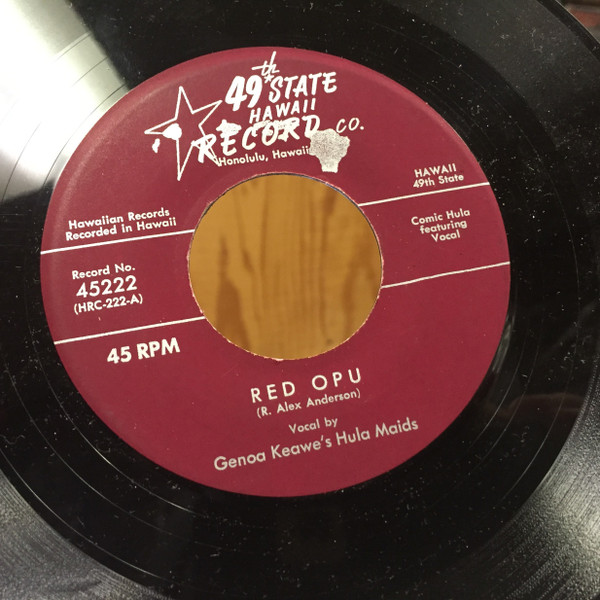 49th STATE
HAWAII
RECORD CO.
Honolulu, Hawaii
HAWAII
49th State
Hawaiian Records
Recorded in Hawaii
Comic Hula
featuring
Vocal
Record No.
45222
(HRC-222-A)
45 RPM
RED OPU
(R. Alex Anderson)
Vocal by
Genoa Keawe's Hula Maids